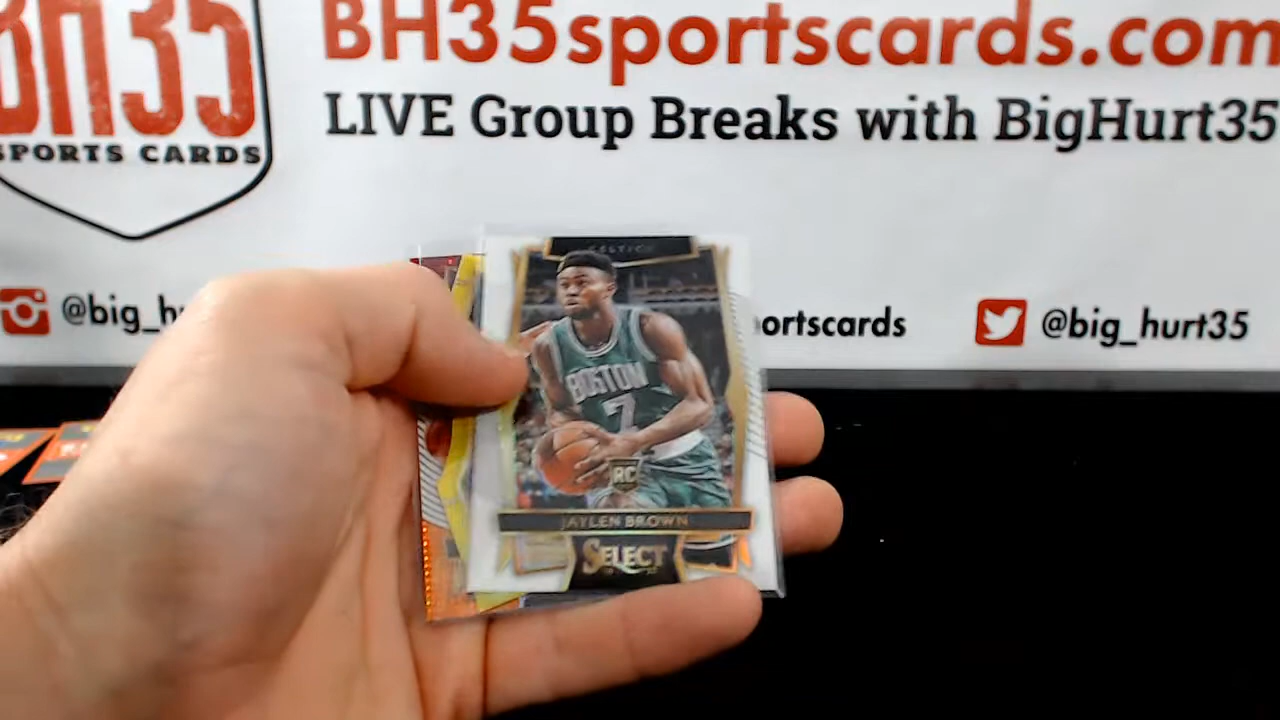 BH35
SPORTS CARDS
BH35sportscards.com
LIVE Group Breaks with BigHurt35
@big_h
ortscards
@big_hurt35
CELTICS
BOSTON
7
RC
JAYLEN BROWN
SELECT